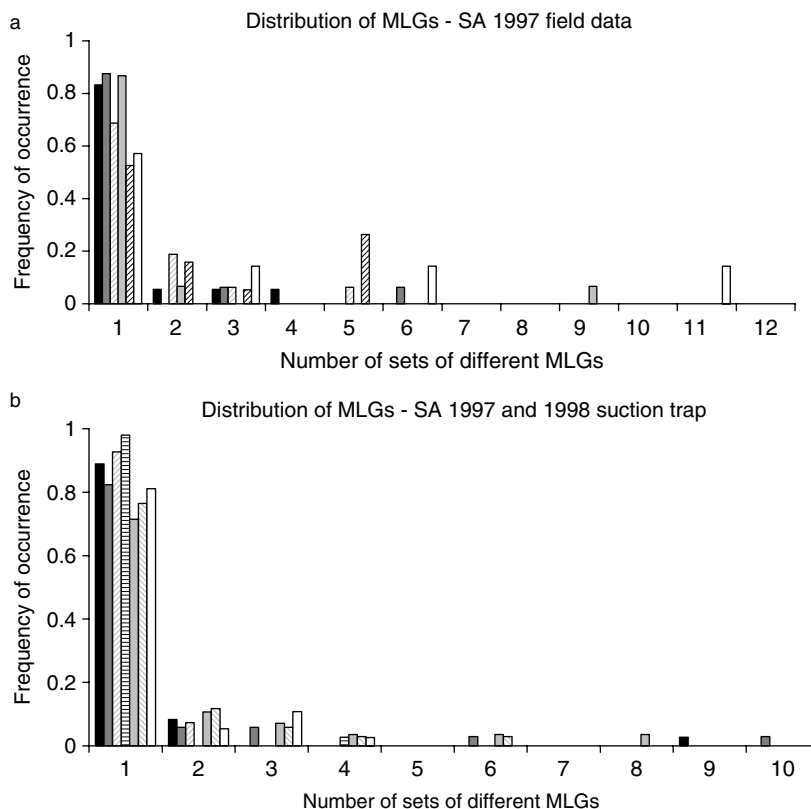 a
Distribution of MLGs - SA 1997 field data
1
0.8
0.6
0.4
0.2
0
Frequency of occurrence
1 2 3 4 5 6 7 8 9 10 11 12
Number of sets of different MLGs
b
Distribution of MLGs - SA 1997 and 1998 suction trap
1
0.8
0.6
0.4
0.2
0
Frequency of occurrence
1 2 3 4 5 6 7 8 9 10
Number of sets of different MLGs